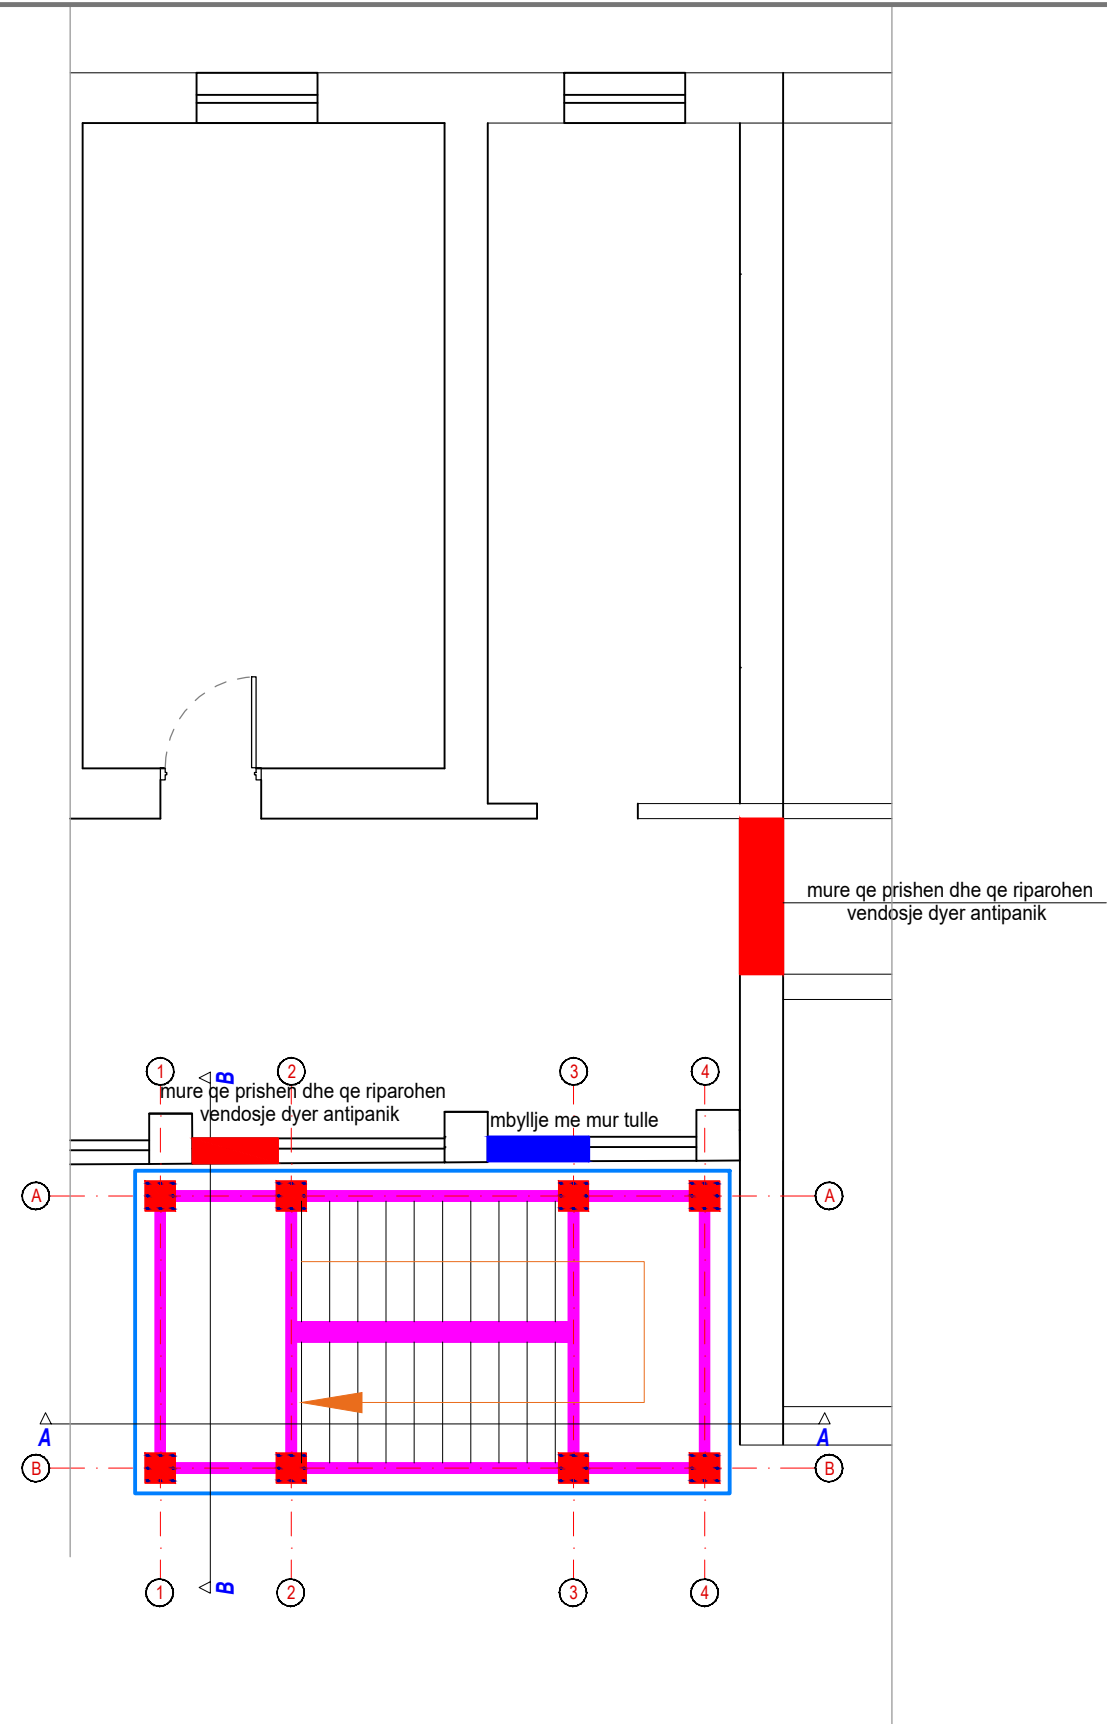 mure qe prishen dhe qe riparohen
vendosje dyer antipanik
1
B
2
3
4
mure qe prishen dhe qe riparohen
vendosje dyer antipanik
mbyllje me mur tulle
A
A
A
A
B
B
1
B
2
3
4